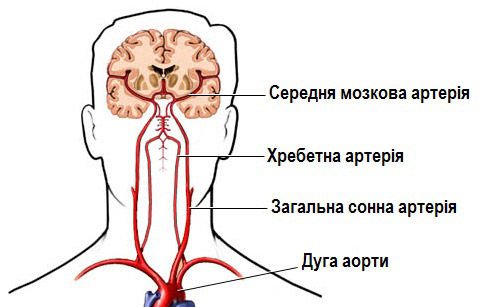 Середня мозкова артерія
Хребетна артерія
Загальна сонна артерія
Дуга аорти